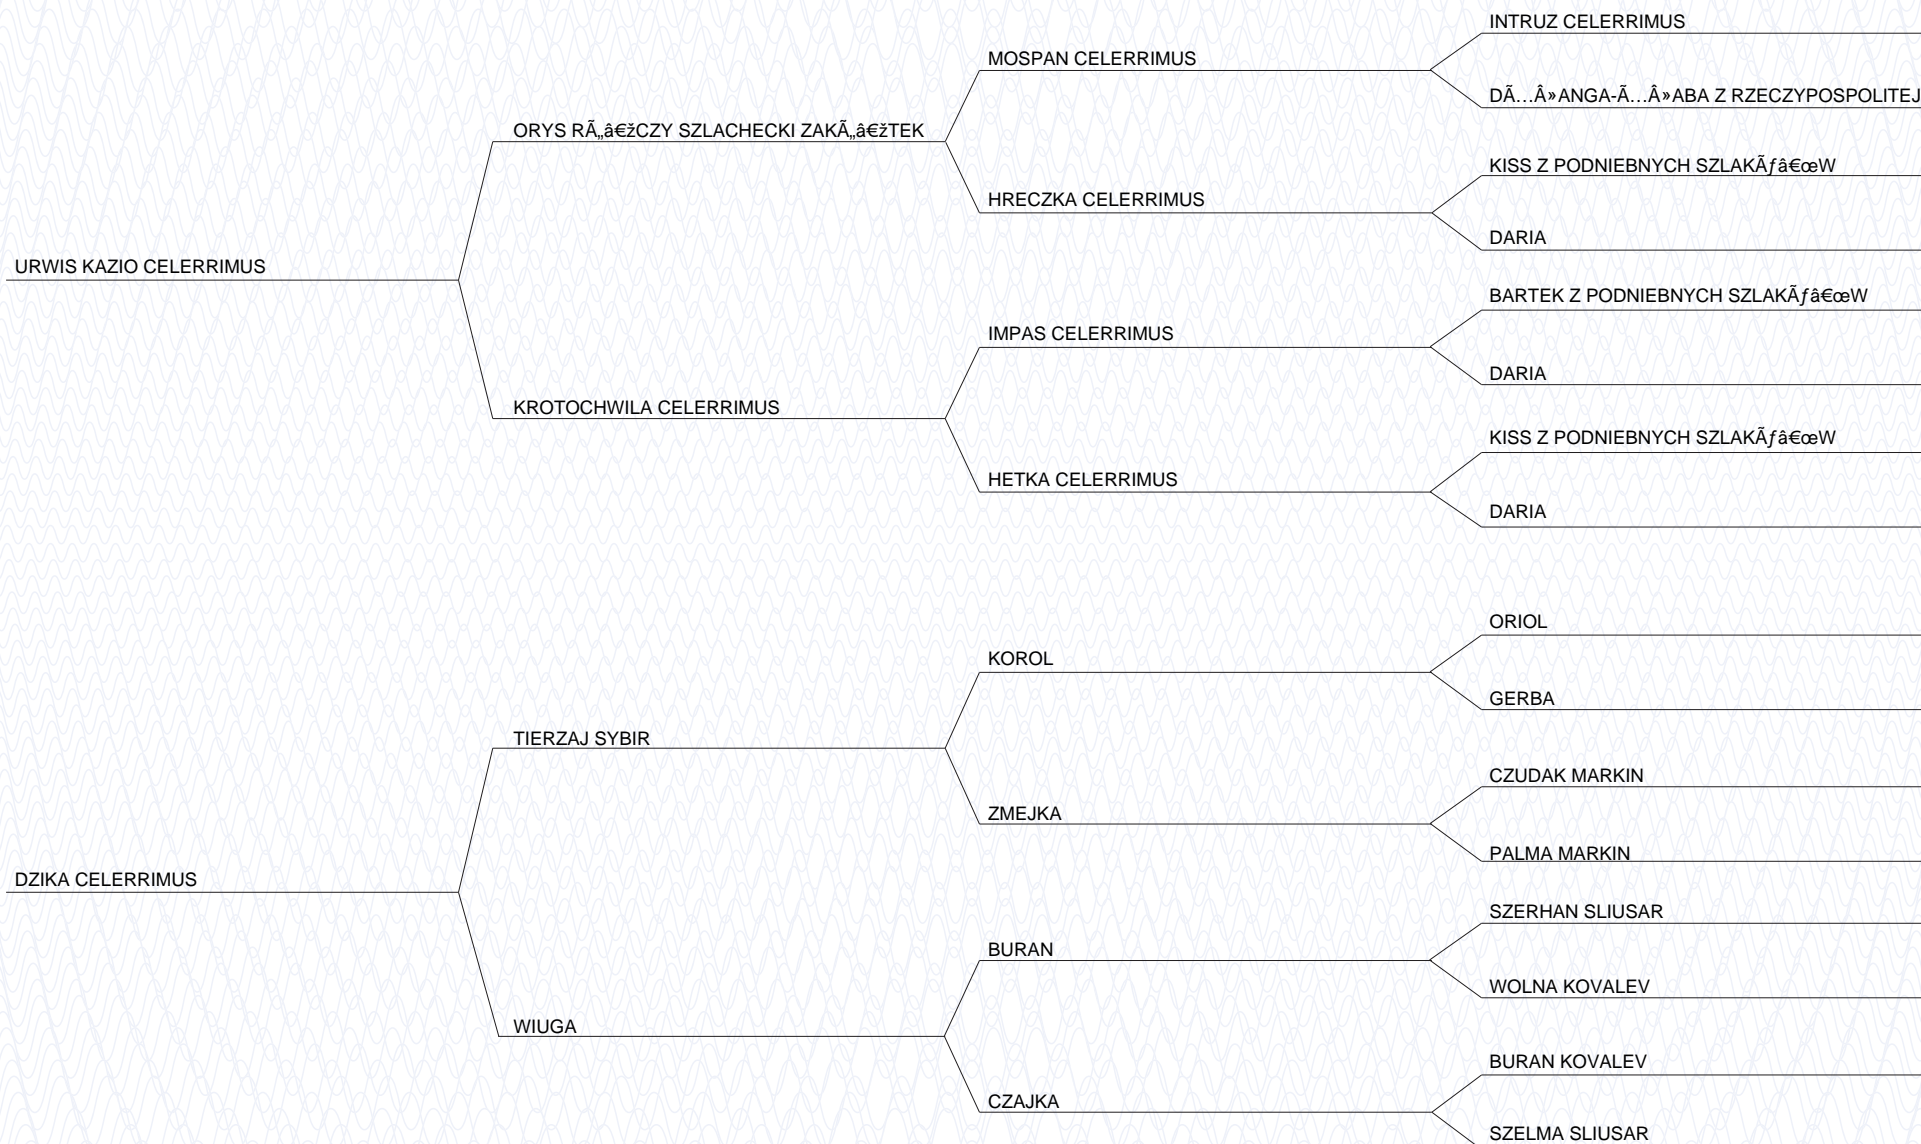 INTRUZ CELERRIMUS
MOSPAN CELERRIMUS
DÃ…Â»ANGA-Ã…Â»ABA Z RZECZYPOSPOLITEJ
ORYS RÃ„â€žCZY SZLACHECKI ZAKÃ„â€žTEK
KISS Z PODNIEBNYCH SZLAKÃƒâ€œW
HRECZKA CELERRIMUS
DARIA
URWIS KAZIO CELERRIMUS
BARTEK Z PODNIEBNYCH SZLAKÃƒâ€œW
IMPAS CELERRIMUS
DARIA
KROTOCHWILA CELERRIMUS
KISS Z PODNIEBNYCH SZLAKÃƒâ€œW
HETKA CELERRIMUS
DARIA
ORIOL
KOROL
GERBA
TIERZAJ SYBIR
CZUDAK MARKIN
ZMEJKA
PALMA MARKIN
DZIKA CELERRIMUS
SZERHAN SLIUSAR
BURAN
WOLNA KOVALEV
WIUGA
BURAN KOVALEV
CZAJKA
SZELMA SLIUSAR